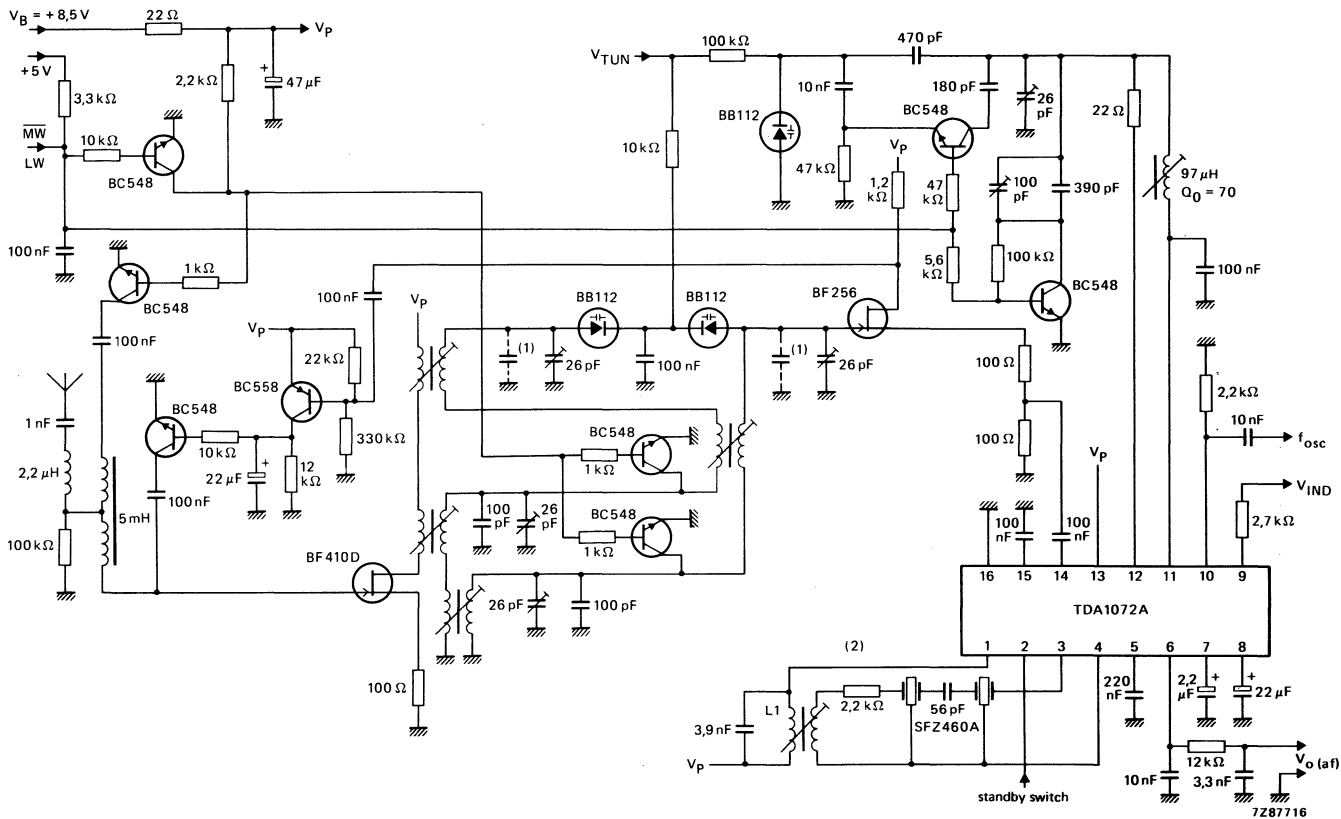 V_B = + 8,5 V
22 Ω
V_P
+5 V
2,2 kΩ
+
47 μF
3,3 kΩ
MW
LW
10 kΩ
BC548
100 nF
BC548
1 kΩ
100 nF
1 nF
2,2 μH
100 kΩ
5 mH
BC548
100 nF
10 kΩ
22 μF
+
V_P
BC558
22 kΩ
12 kΩ
330 kΩ
100 nF
V_P
BF410D
100 Ω
V_TUN
100 kΩ
10 kΩ
BB112
10 nF
470 pF
180 pF
BC548
47 kΩ
V_P
1,2 kΩ
47 kΩ
5,6 kΩ
26 pF
100 pF
390 pF
100 kΩ
BC548
22 Ω
97 μH
Q_0 = 70
100 nF
BB112
BB112
(1)
26 pF
100 nF
(1)
26 pF
BF256
BC548
1 kΩ
BC548
1 kΩ
100 pF
26 pF
26 pF
100 pF
100 Ω
100 Ω
V_P
2,2 kΩ
10 nF
f_osc
V_IND
2,7 kΩ
100 nF
100 nF
16 15 14 13 12 11 10 9
TDA1072A
1 2 3 4 5 6 7 8
(2)
L1
3,9 nF
V_P
2,2 kΩ
56 pF
SFZ460A
standby switch
220 nF
2,2 μF
+
+
22 μF
10 nF
12 kΩ
3,3 nF
V_o (af)
7Z87716